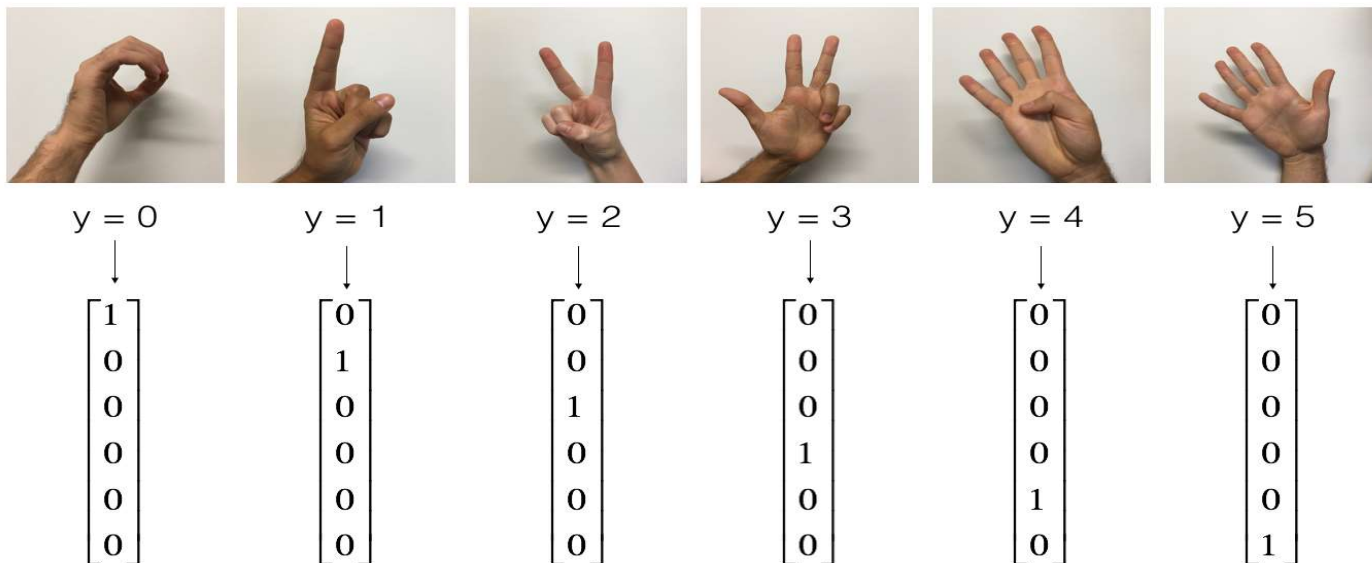 y = 0 y = 1 y = 2 y = 3 y = 4 y = 5
1 0 0 0 0 0
0 1 0 0 0 0
0 0 1 0 0 0
0 0 0 1 0 0
0 0 0 0 1 0
0 0 0 0 0 1